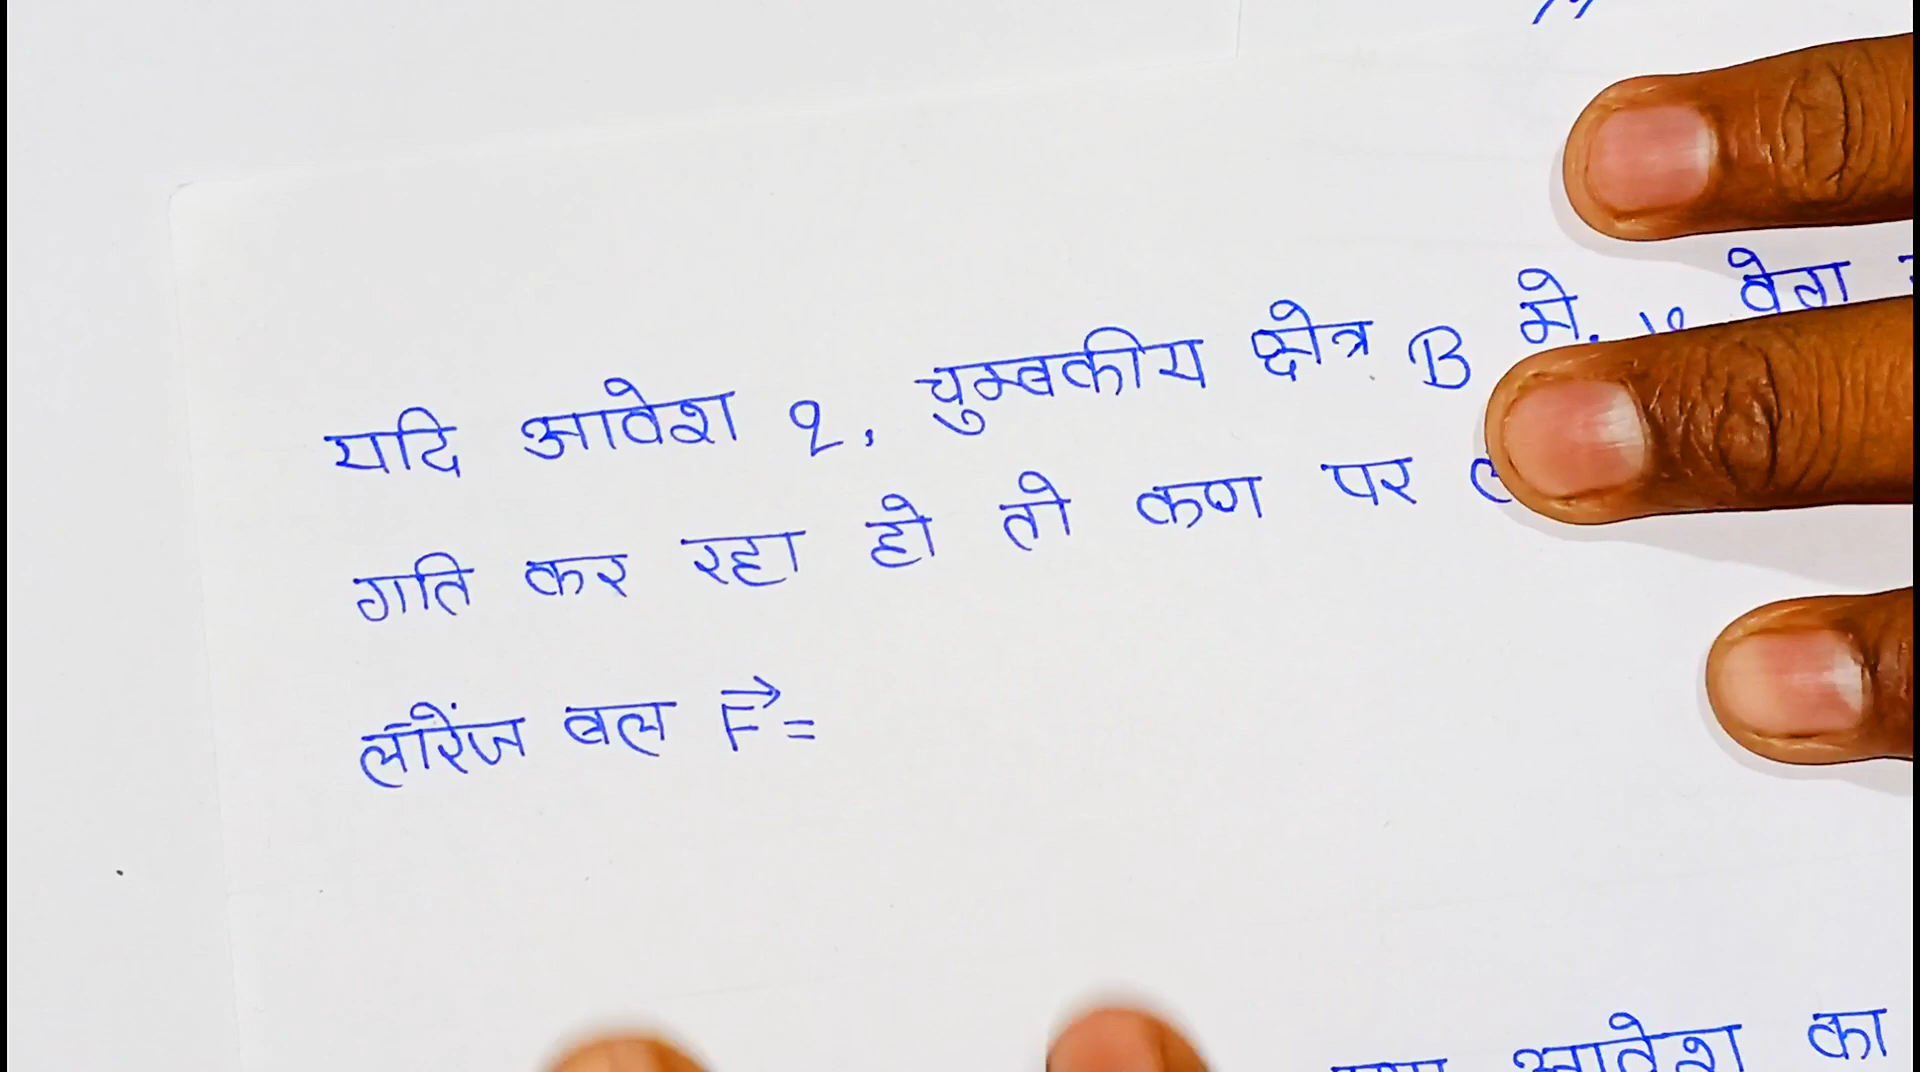 यदि आवेश q, चुम्बकीय क्षेत्र B मे. v वेग
गति कर रहा हो तो कण पर
लॉरेंज बल F⃗ =
आवेश का